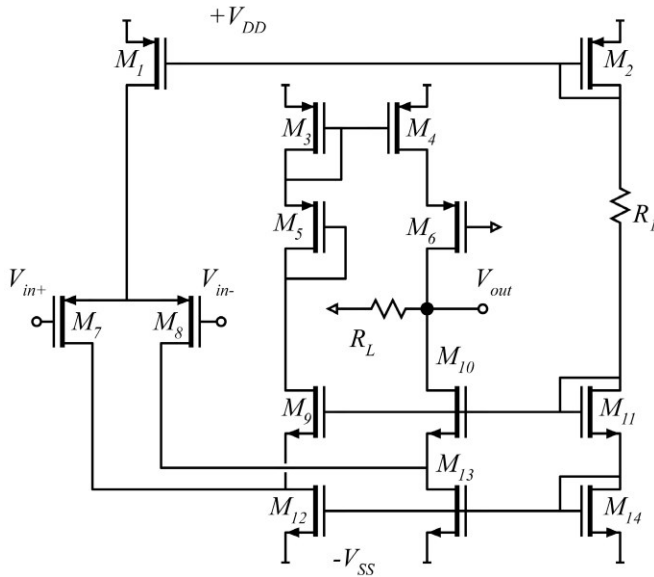 +V_DD
M_1
M_2
M_3
M_4
M_5
M_6
R_1
V_in+
V_in-
V_out
M_7
M_8
R_L
M_10
M_9
M_11
M_13
M_12
M_14
-V_SS